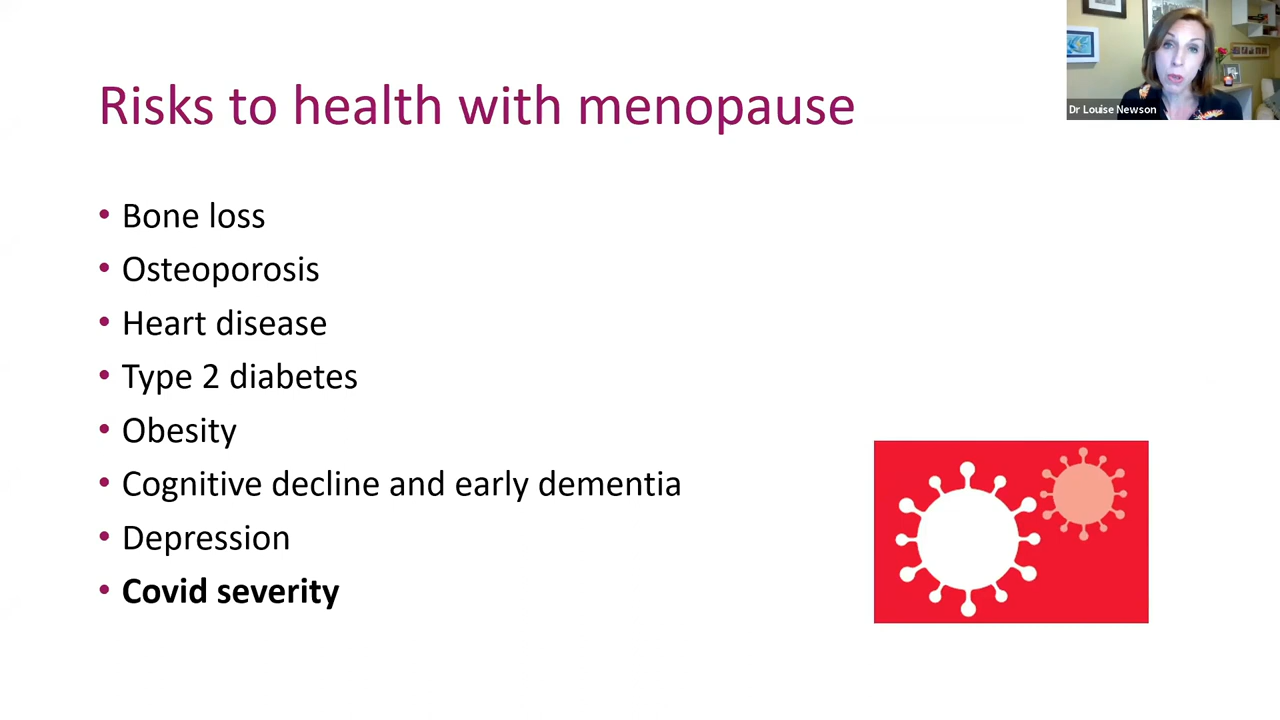 Risks to health with menopause
Dr Louise Newson
• Bone loss
• Osteoporosis
• Heart disease
• Type 2 diabetes
• Obesity
• Cognitive decline and early dementia
• Depression
• Covid severity